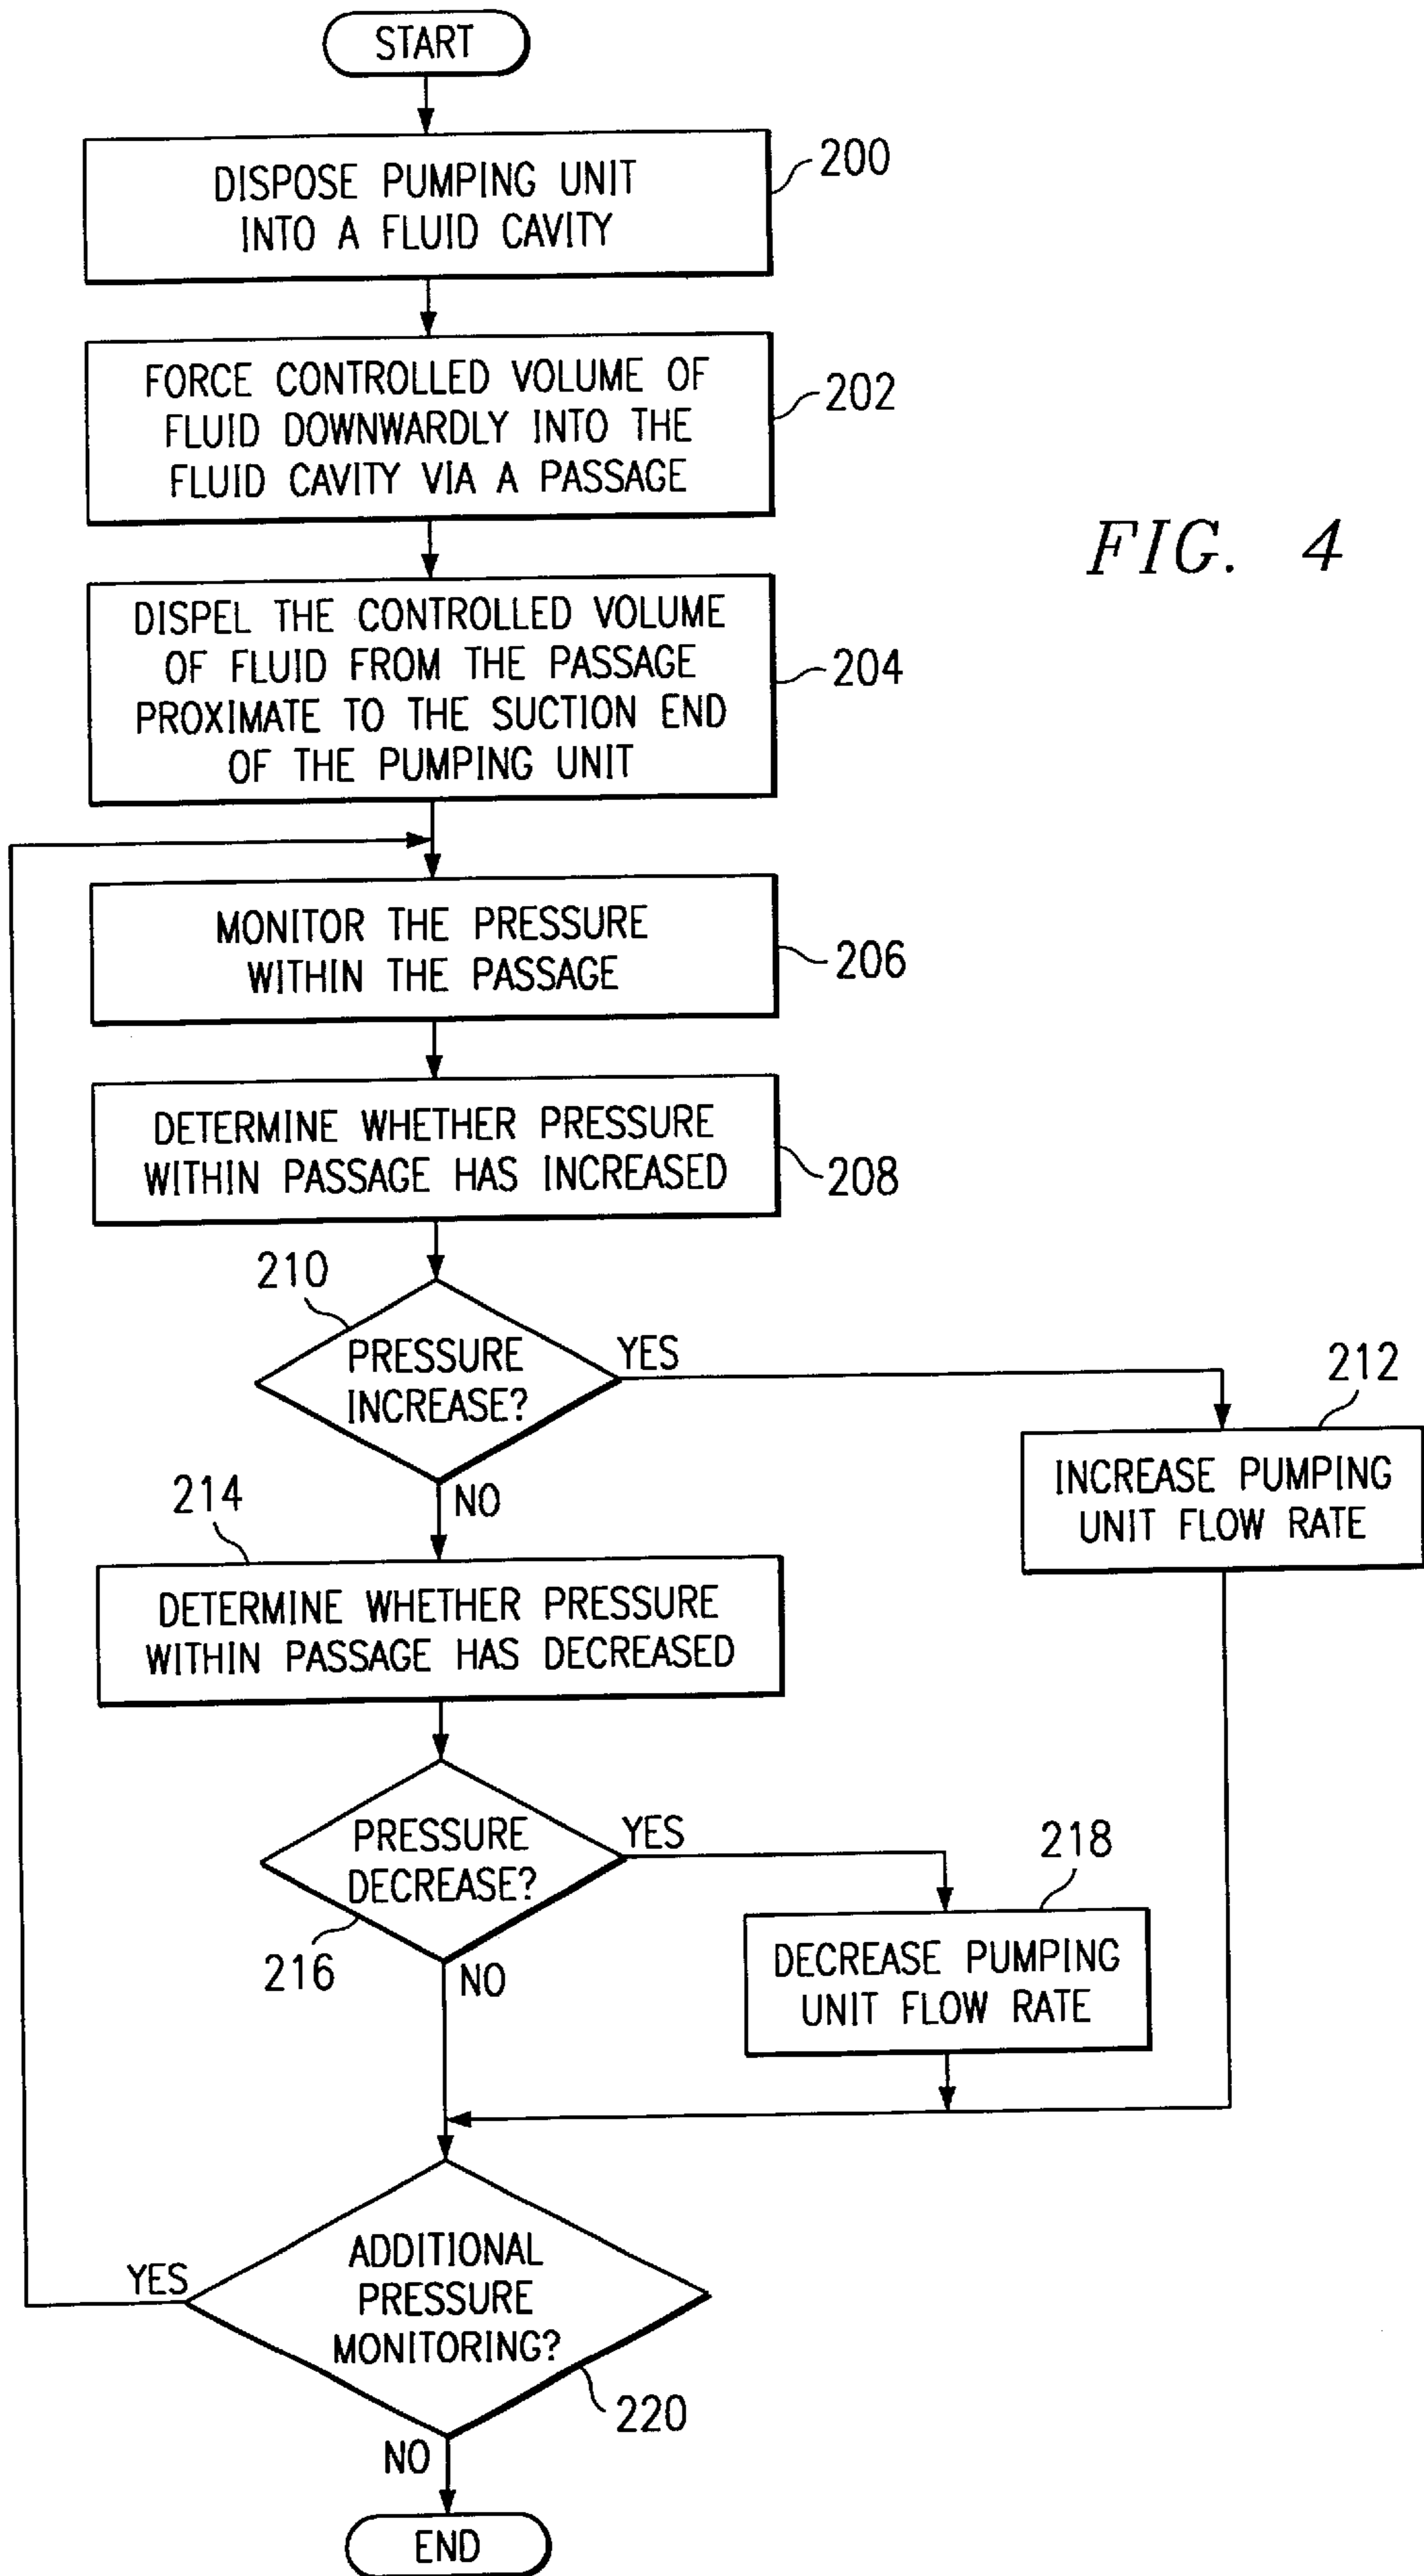 START
DISPOSE PUMPING UNIT
INTO A FLUID CAVITY
200
FORCE CONTROLLED VOLUME OF
FLUID DOWNWARDLY INTO THE
FLUID CAVITY VIA A PASSAGE
202
FIG. 4
DISPEL THE CONTROLLED VOLUME
OF FLUID FROM THE PASSAGE
PROXIMATE TO THE SUCTION END
OF THE PUMPING UNIT
204
MONITOR THE PRESSURE
WITHIN THE PASSAGE
206
DETERMINE WHETHER PRESSURE
WITHIN PASSAGE HAS INCREASED
208
210
PRESSURE
INCREASE?
YES
212
INCREASE PUMPING
UNIT FLOW RATE
NO
214
DETERMINE WHETHER PRESSURE
WITHIN PASSAGE HAS DECREASED
PRESSURE
DECREASE?
YES
216
NO
218
DECREASE PUMPING
UNIT FLOW RATE
YES
ADDITIONAL
PRESSURE
MONITORING?
220
NO
END